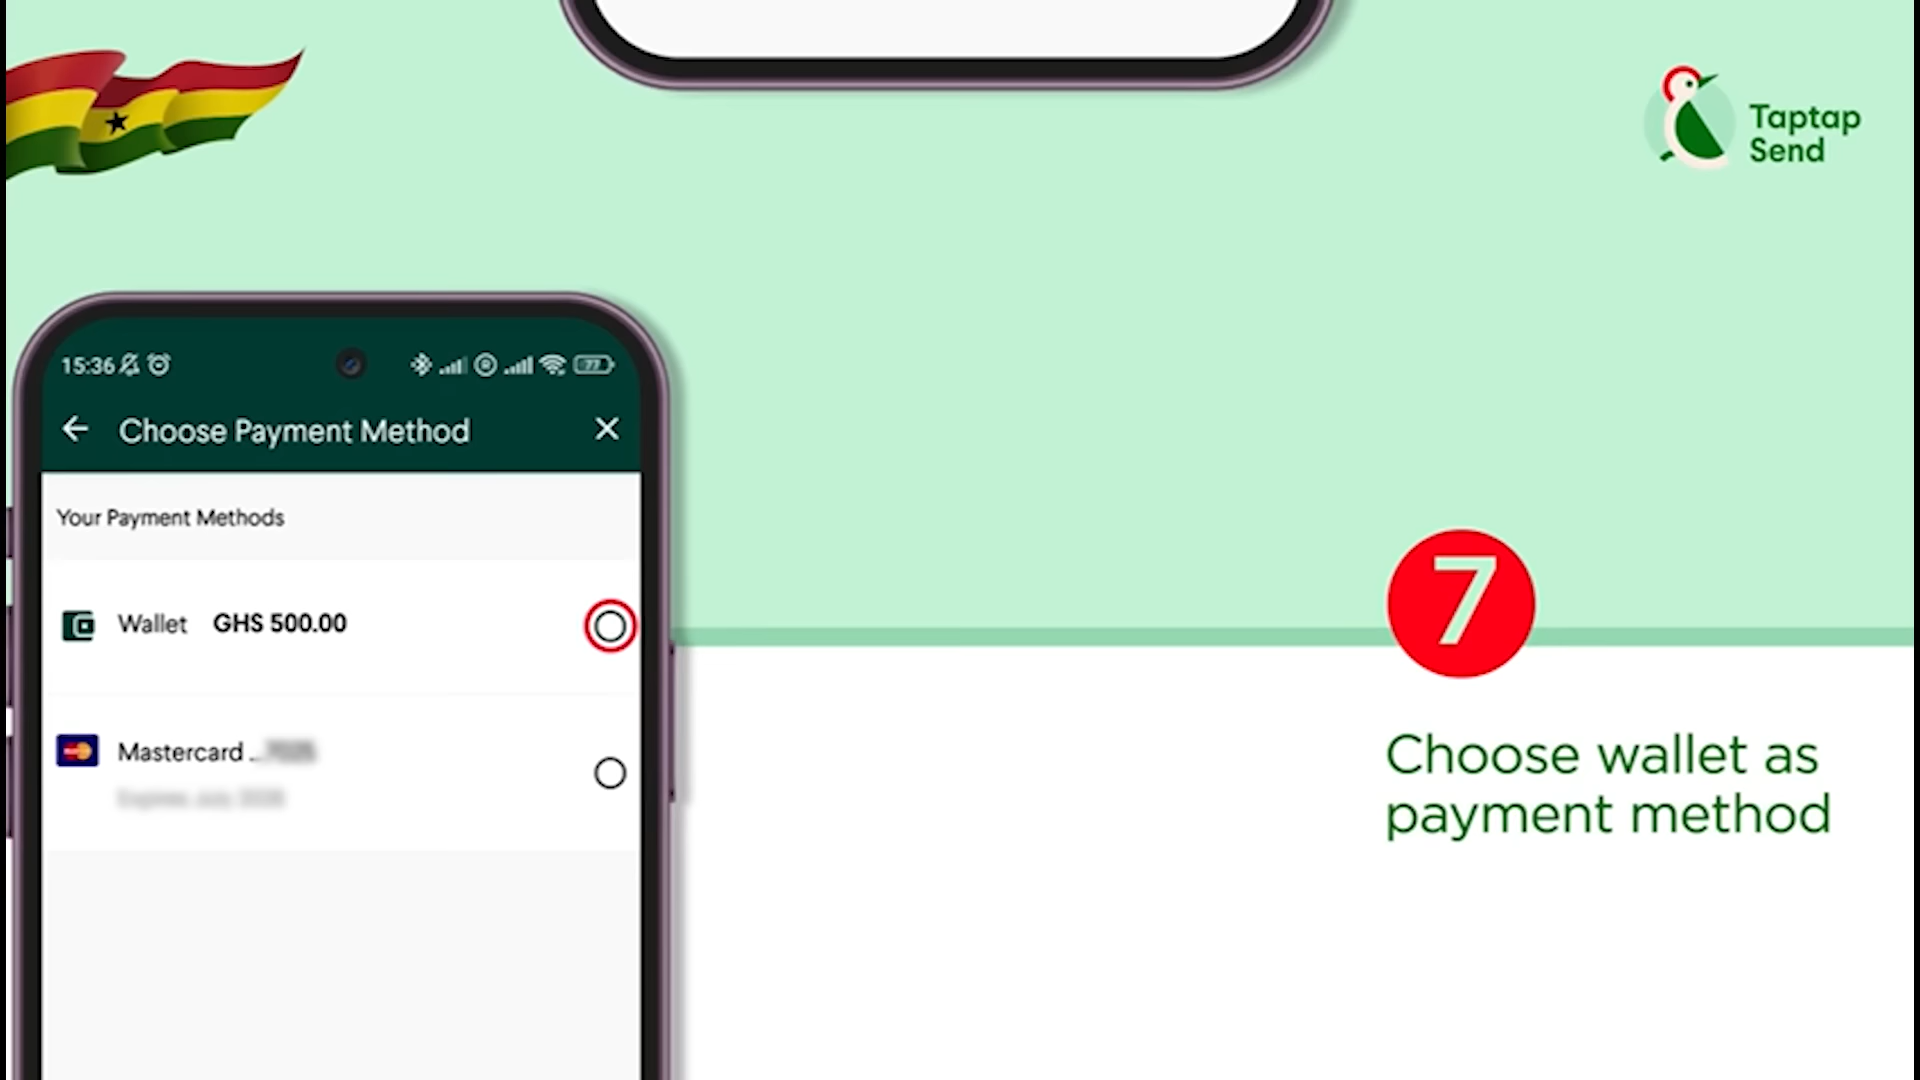 Taptap
Send
15:36
77
Choose Payment Method
Your Payment Methods
Wallet GHS 500.00
Mastercard ..
7
Choose wallet as
payment method